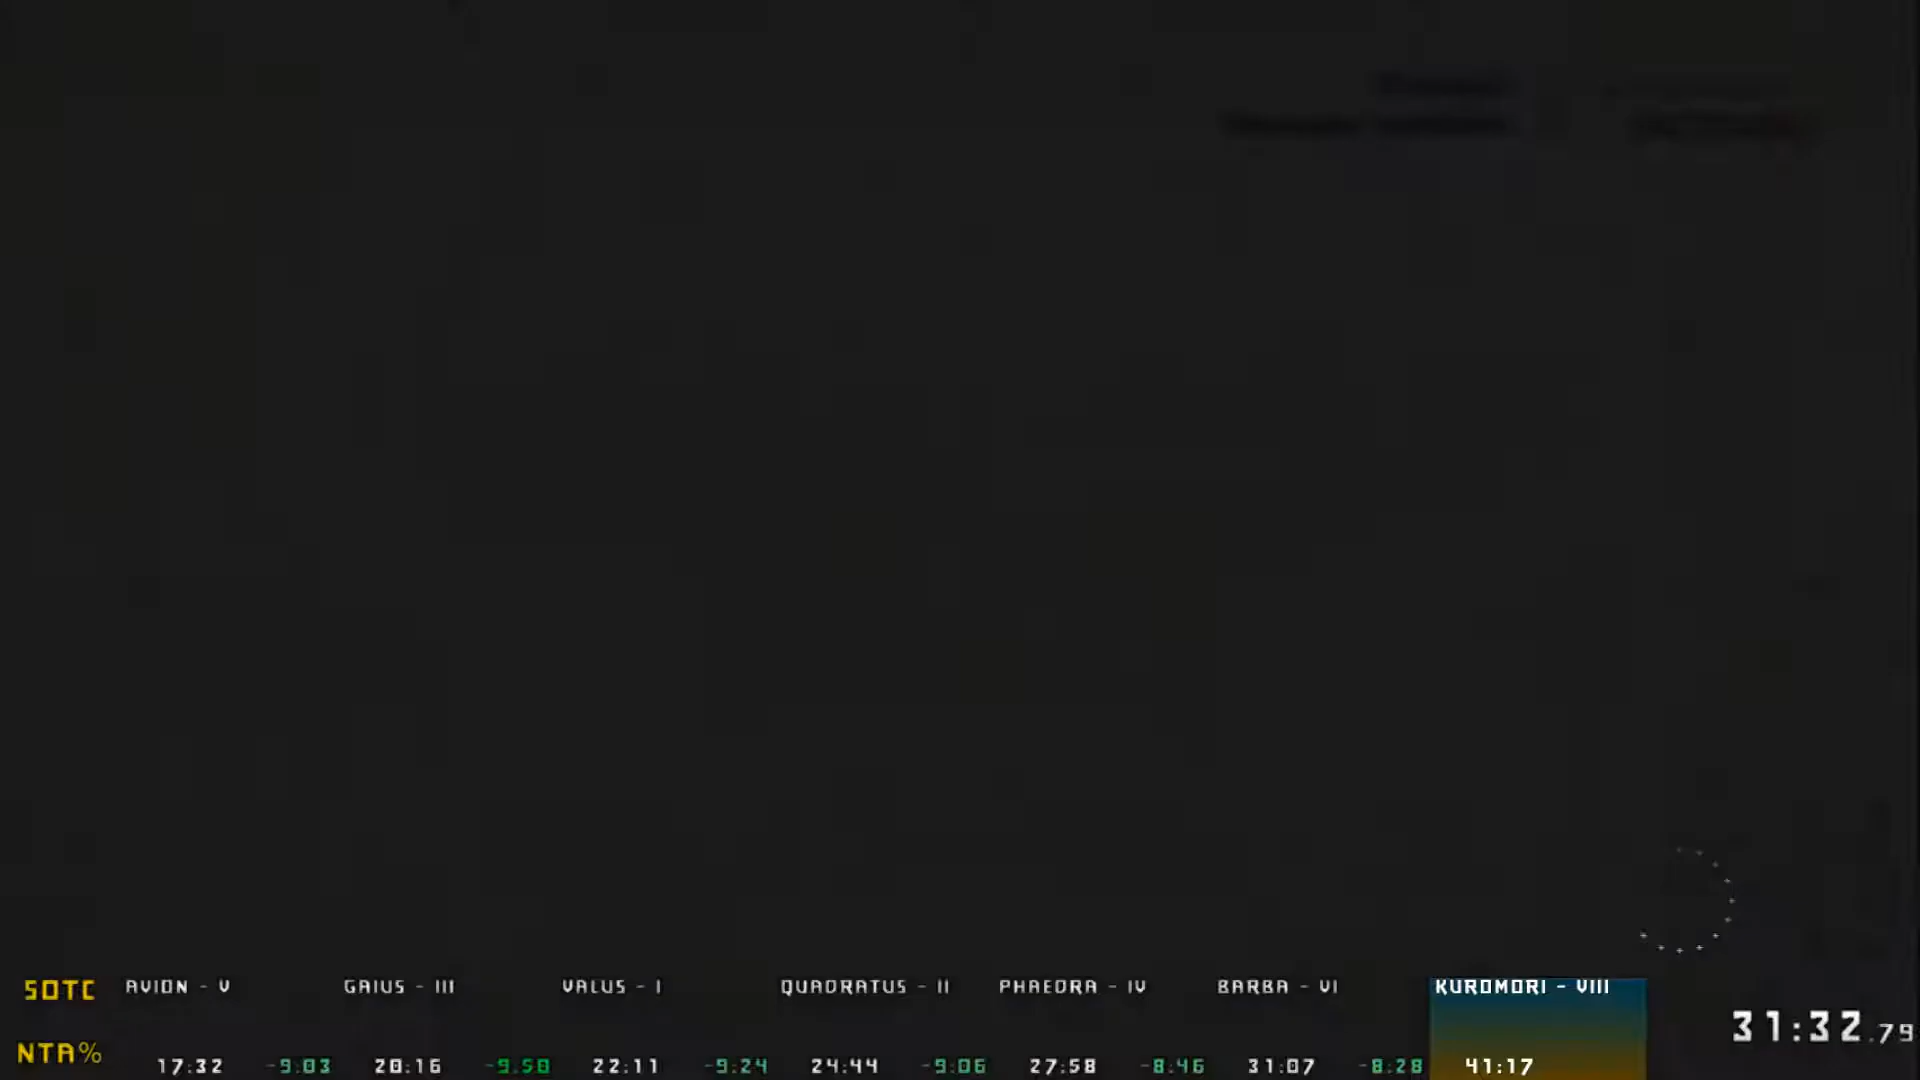 SOTC AVION - V GAIUS - III VALUS - I QUADRATUS - II PHAEDRA - IV BARBA - VI KUROMORI - VIII
31:32.79
NTA% 17:32 -9:03 20:16 -9:50 22:11 -9:24 24:44 -9:06 27:58 -8:46 31:07 -8:28 41:17